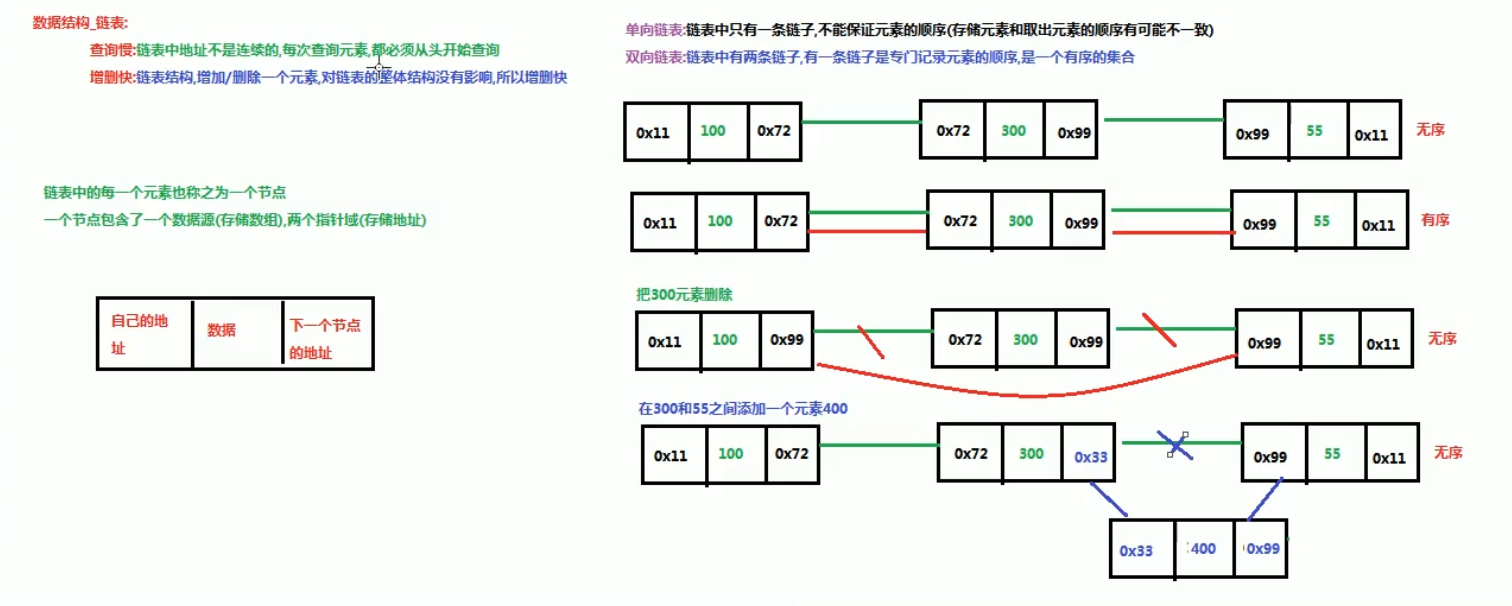 数据结构_链表:
查询慢:链表中地址不是连续的,每次查询元素,都必须从头开始查询
增删快:链表结构,增加/删除一个元素,对链表的整体结构没有影响,所以增删快
链表中的每一个元素也称之为一个节点
一个节点包含了一个数据源(存储数组),两个指针域(存储地址)
自己的地
址
数据
下一个节点
的地址
单向链表:链表中只有一条链子,不能保证元素的顺序(存储元素和取出元素的顺序有可能不一致)
双向链表:链表中有两条链子,有一条链子是专门记录元素的顺序,是一个有序的集合
0x11 100 0x72 0x72 300 0x99 0x99 55 0x11 无序
0x11 100 0x72 0x72 300 0x99 0x99 55 0x11 有序
把300元素删除
0x11 100 0x99 0x72 300 0x99 0x99 55 0x11 无序
在300和55之间添加一个元素400
0x11 100 0x72 0x72 300 0x33 0x99 55 0x11 无序
0x33 400 0x99